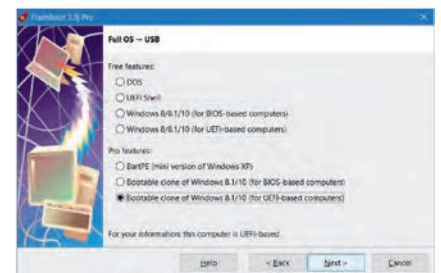 FlashBoot 3.3j Pro
Full OS → USB
Free features:
DOS
UEFI Shell
Windows 8/8.1/10 (for BIOS-based computers)
Windows 8/8.1/10 (for UEFI-based computers)
Pro features:
BartPE (mini version of Windows XP)
Bootable clone of Windows 8.1/10 (for BIOS-based computers)
Bootable clone of Windows 8.1/10 (for UEFI-based computers)
For your information: this computer is UEFI-based.
Help
< Back
Next >
Cancel